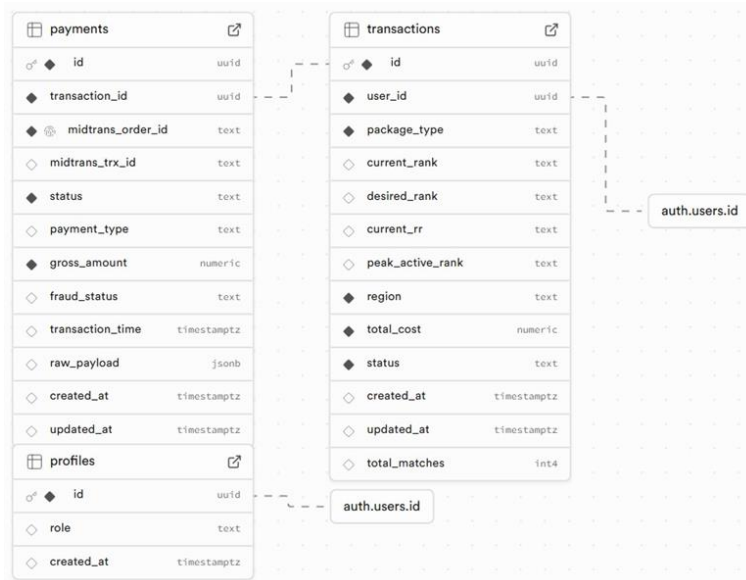 payments
id uuid
transaction_id uuid
midtrans_order_id text
midtrans_trx_id text
status text
payment_type text
gross_amount numeric
fraud_status text
transaction_time timestamptz
raw_payload jsonb
created_at timestamptz
updated_at timestamptz
profiles
id uuid
role text
created_at timestamptz
transactions
id uuid
user_id uuid
package_type text
current_rank text
desired_rank text
current_rr text
peak_active_rank text
region text
total_cost numeric
status text
created_at timestamptz
updated_at timestamptz
total_matches int4
auth.users.id
auth.users.id